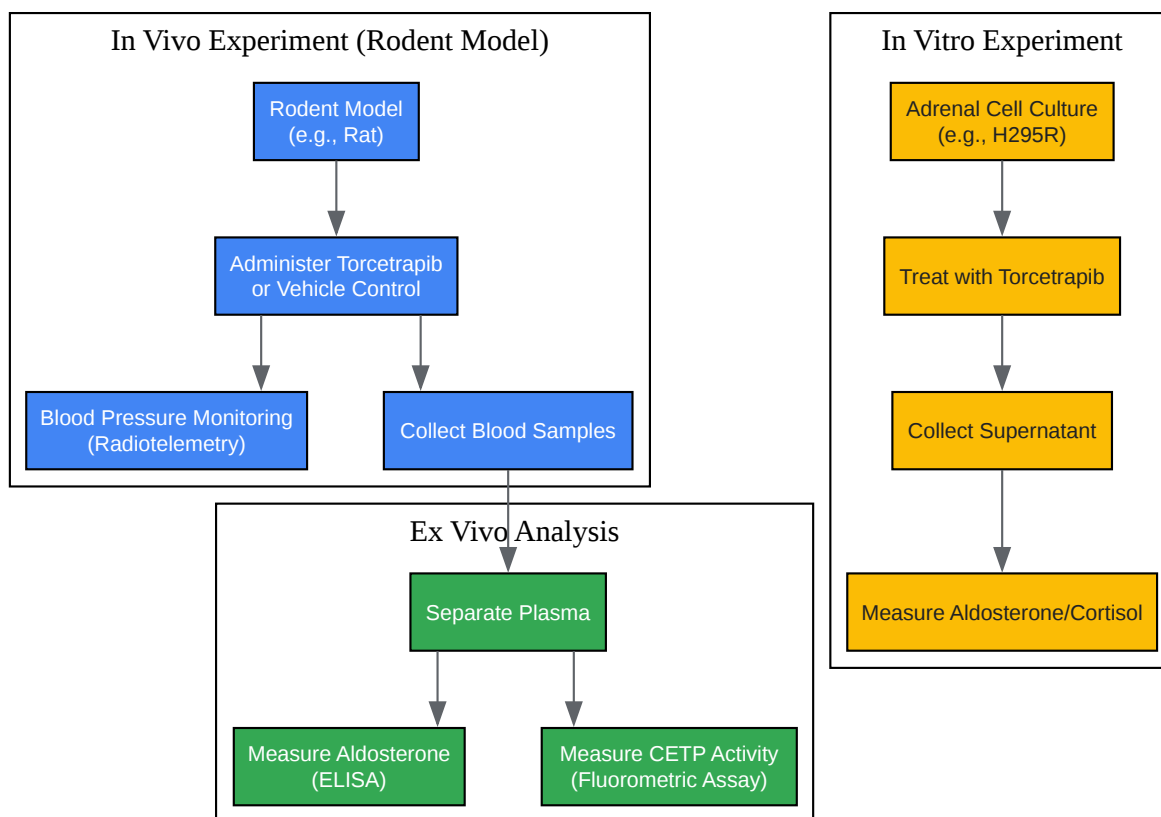 In Vivo Experiment (Rodent Model)
Rodent Model
(e.g., Rat)
Administer Torcetrapib
or Vehicle Control
Blood Pressure Monitoring
(Radiotelemetry)
Collect Blood Samples
Ex Vivo Analysis
Separate Plasma
Measure Aldosterone
(ELISA)
Measure CETP Activity
(Fluorometric Assay)
In Vitro Experiment
Adrenal Cell Culture
(e.g., H295R)
Treat with Torcetrapib
Collect Supernatant
Measure Aldosterone/Cortisol